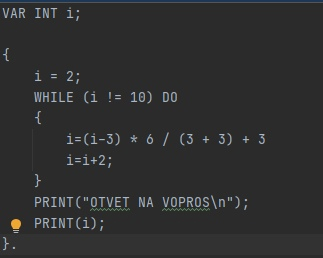 VAR INT i;
{
i = 2;
WHILE (i != 10) DO
{
i=(i-3) * 6 / (3 + 3) + 3
i=i+2;
}
PRINT("OTVET NA VOPROS\n");
PRINT(i);
}.